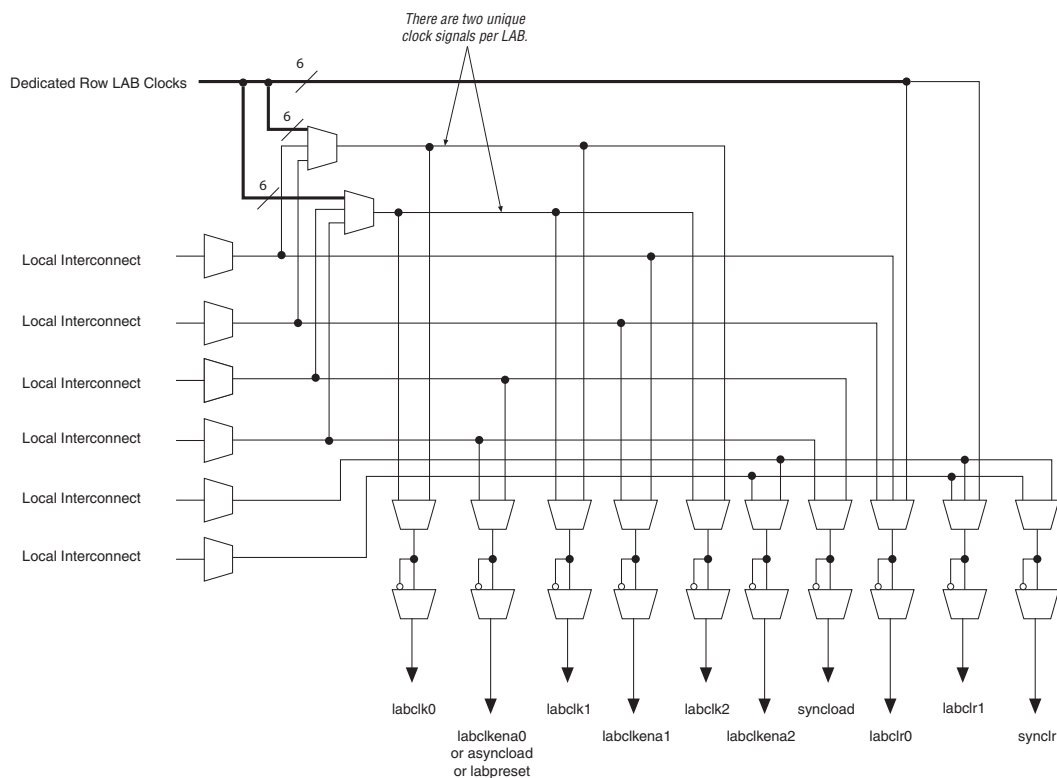 There are two unique
clock signals per LAB.
6
Dedicated Row LAB Clocks
6
6
Local Interconnect
Local Interconnect
Local Interconnect
Local Interconnect
Local Interconnect
Local Interconnect
labclk0
labclk1
labclk2
syncload
labclr1
labclkena0
or asyncload
or labpreset
labclkena1
labclkena2
labclr0
synclr